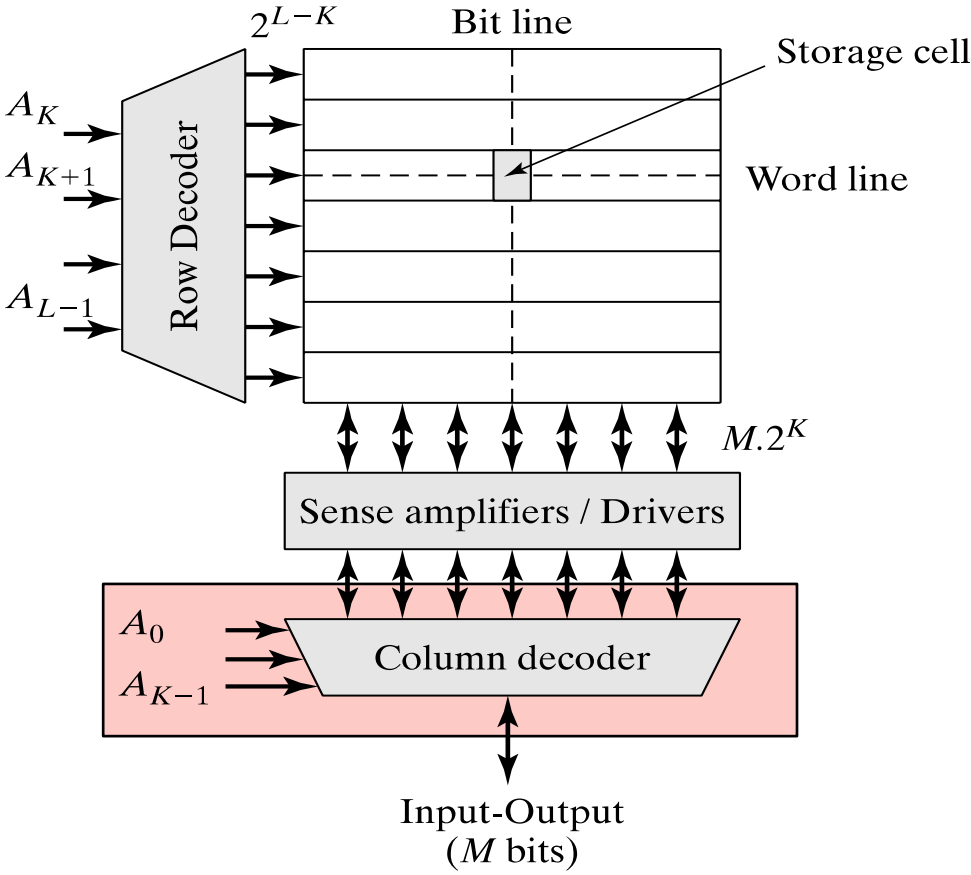 2^{L−K}
Bit line
Storage cell
A_K
A_{K+1}
Word line
Row Decoder
A_{L−1}
M.2^K
Sense amplifiers / Drivers
A_0
Column decoder
A_{K−1}
Input-Output
(M bits)